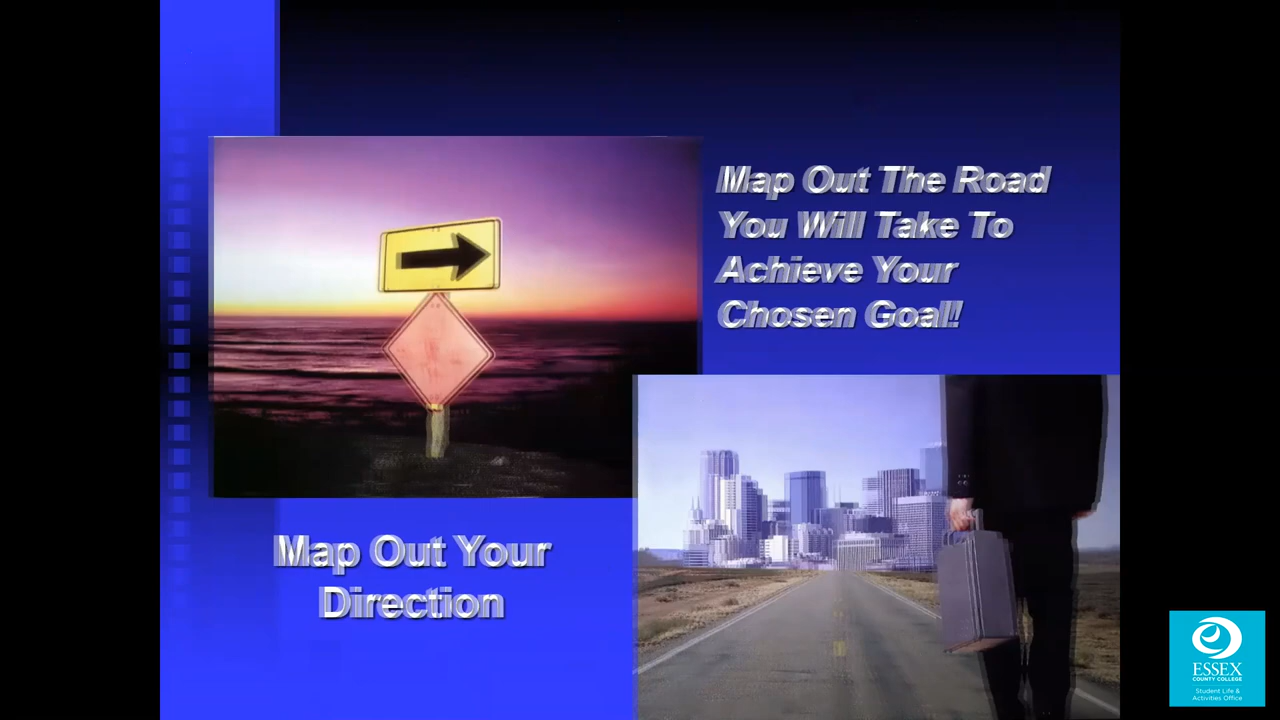 Map Out The Road
You Will Take To
Achieve Your
Chosen Goal!
Map Out Your
Direction
ESSEX
COUNTY COLLEGE
Student Life &
Activities Office